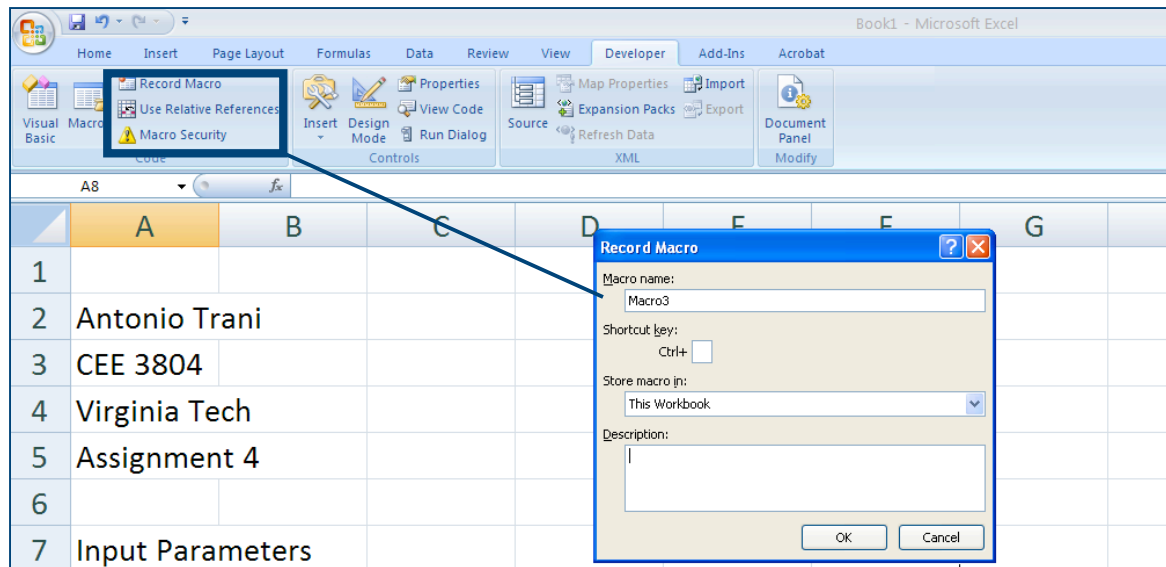 Book1 - Microsoft Excel
Home Insert Page Layout Formulas Data Review View Developer Add-Ins Acrobat
Visual Basic
Macro
Record Macro
Use Relative References
Macro Security
Code
Insert
Design Mode
Properties
View Code
Run Dialog
Controls
Source
Map Properties
Expansion Packs
Refresh Data
Import
Export
XML
Document Panel
Modify
A8 fx
A B C D E F G
1
2 Antonio Trani
3 CEE 3804
4 Virginia Tech
5 Assignment 4
6
7 Input Parameters
Record Macro ? X
Macro name:
Macro3
Shortcut key:
Ctrl+
Store macro in:
This Workbook
Description:
OK Cancel